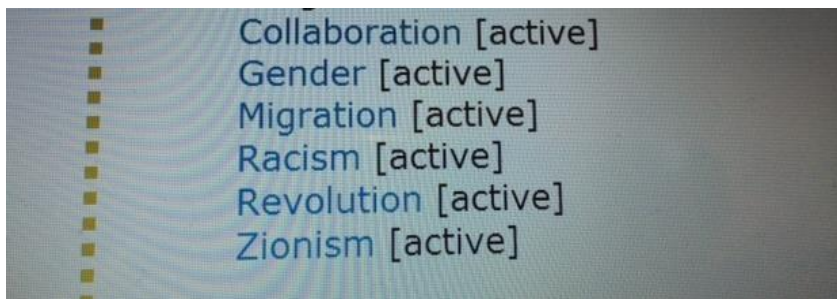 Collaboration [active]
Gender [active]
Migration [active]
Racism [active]
Revolution [active]
Zionism [active]